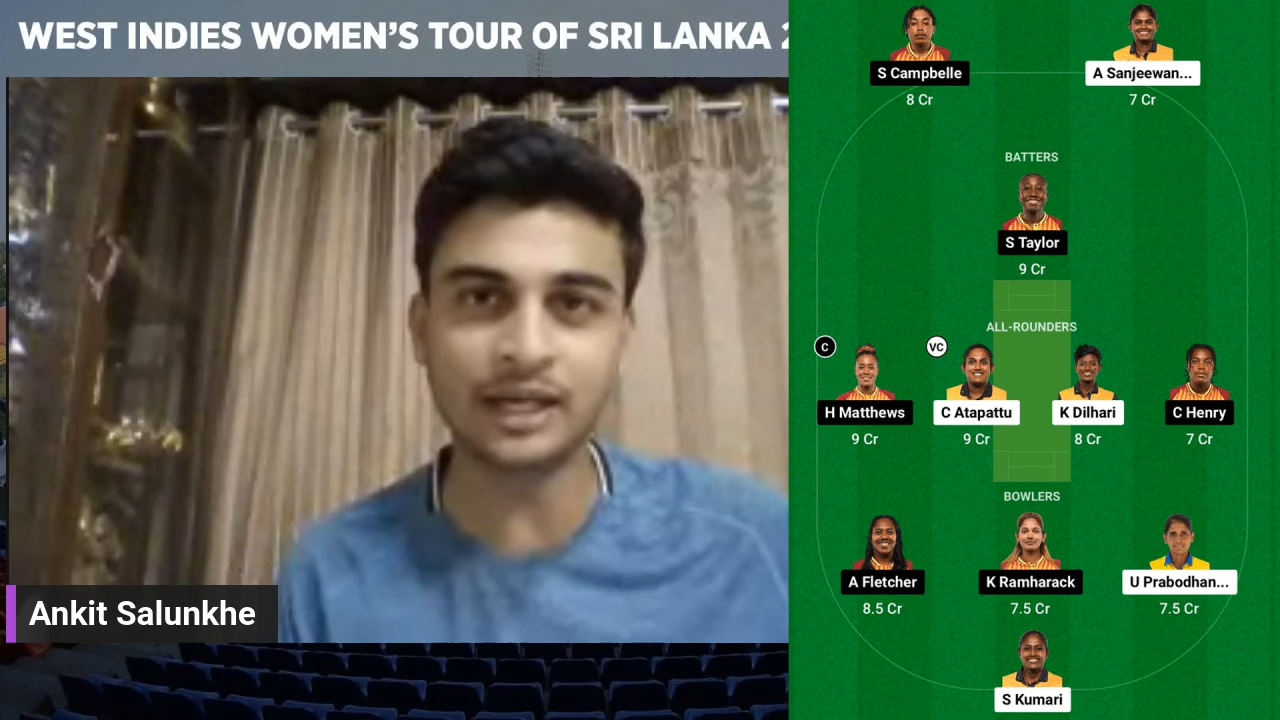 WEST INDIES WOMEN'S TOUR OF SRI LANKA
S Campbelle
A Sanjeewan...
8 Cr
7 Cr
BATTERS
S Taylor
9 Cr
ALL-ROUNDERS
C
VC
H Matthews
C Atapattu
K Dilhari
C Henry
9 Cr
9 Cr
8 Cr
7 Cr
BOWLERS
A Fletcher
K Ramharack
U Prabodhan...
8.5 Cr
7.5 Cr
7.5 Cr
S Kumari
Ankit Salunkhe